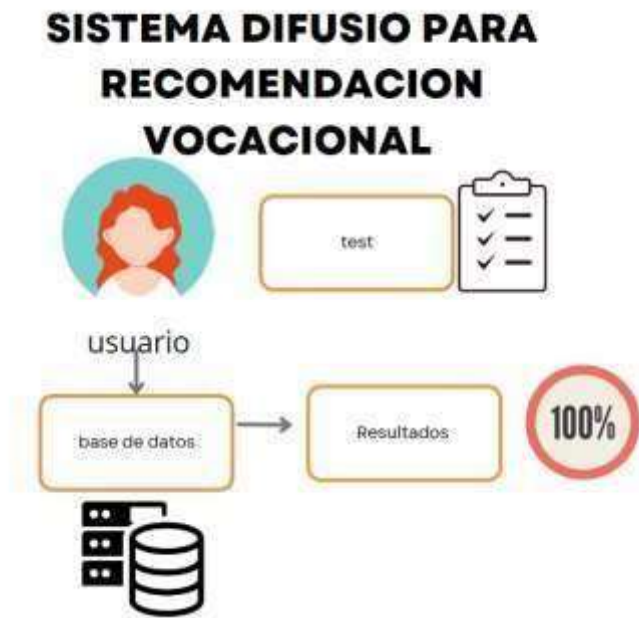 SISTEMA DIFUSIO PARA
RECOMENDACION
VOCACIONAL
test
usuario
base de datos
Resultados
100%